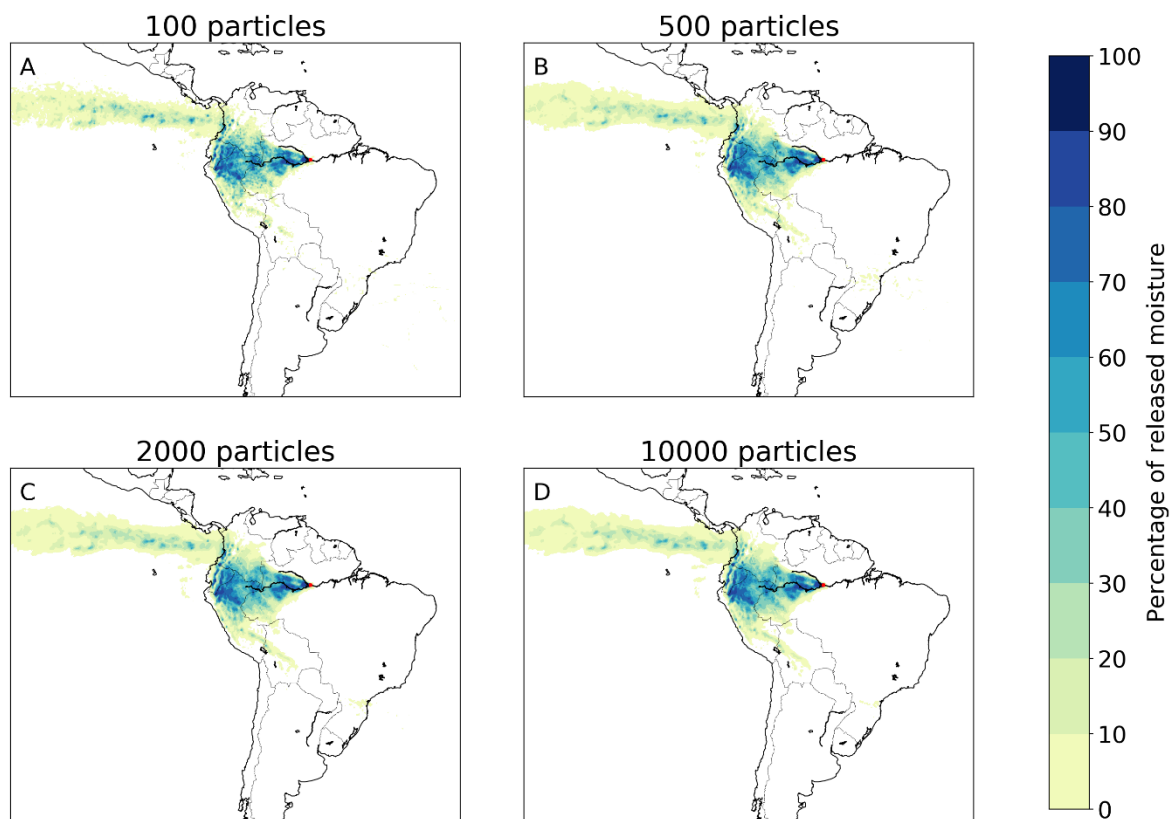 100 particles
500 particles
A
B
2000 particles
10000 particles
C
D
100
90
80
70
60
50
40
30
20
10
0
Percentage of released moisture